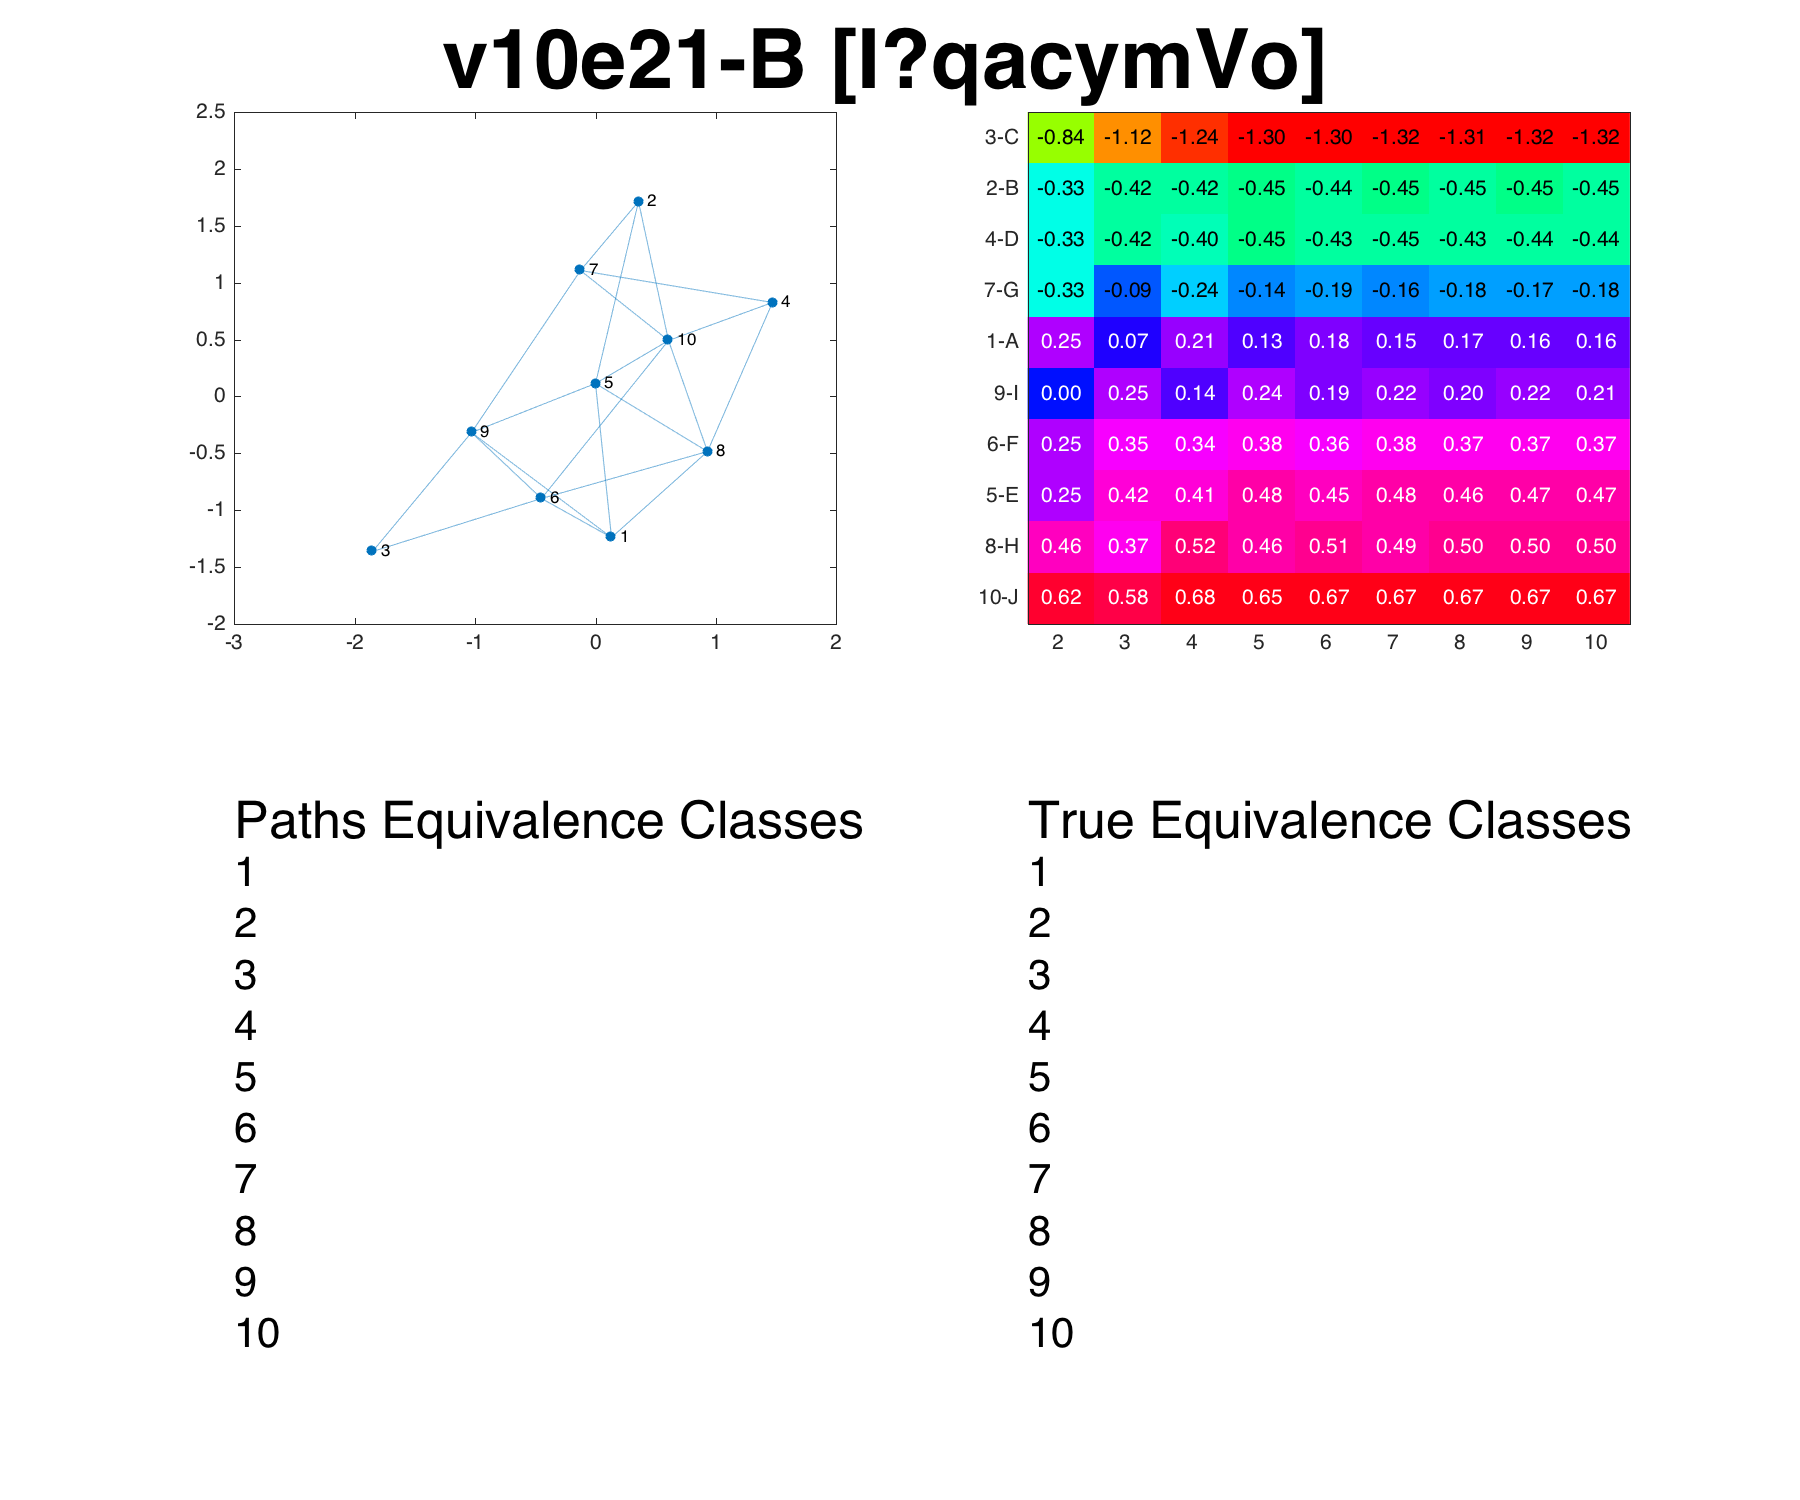 v10e21-B [I?qacymVo]
2.5
2
1.5
1
0.5
0
-0.5
-1
-1.5
-2
-3 -2 -1 0 1 2
2
7
4
10
5
9
8
6
1
3
3-C -0.84 -1.12 -1.24 -1.30 -1.30 -1.32 -1.31 -1.32 -1.32
2-B -0.33 -0.42 -0.42 -0.45 -0.44 -0.45 -0.45 -0.45 -0.45
4-D -0.33 -0.42 -0.40 -0.45 -0.43 -0.45 -0.43 -0.44 -0.44
7-G -0.33 -0.09 -0.24 -0.14 -0.19 -0.16 -0.18 -0.17 -0.18
1-A 0.25 0.07 0.21 0.13 0.18 0.15 0.17 0.16 0.16
9-I 0.00 0.25 0.14 0.24 0.19 0.22 0.20 0.22 0.21
6-F 0.25 0.35 0.34 0.38 0.36 0.38 0.37 0.37 0.37
5-E 0.25 0.42 0.41 0.48 0.45 0.48 0.46 0.47 0.47
8-H 0.46 0.37 0.52 0.46 0.51 0.49 0.50 0.50 0.50
10-J 0.62 0.58 0.68 0.65 0.67 0.67 0.67 0.67 0.67
2 3 4 5 6 7 8 9 10
Paths Equivalence Classes
1
2
3
4
5
6
7
8
9
10
True Equivalence Classes
1
2
3
4
5
6
7
8
9
10